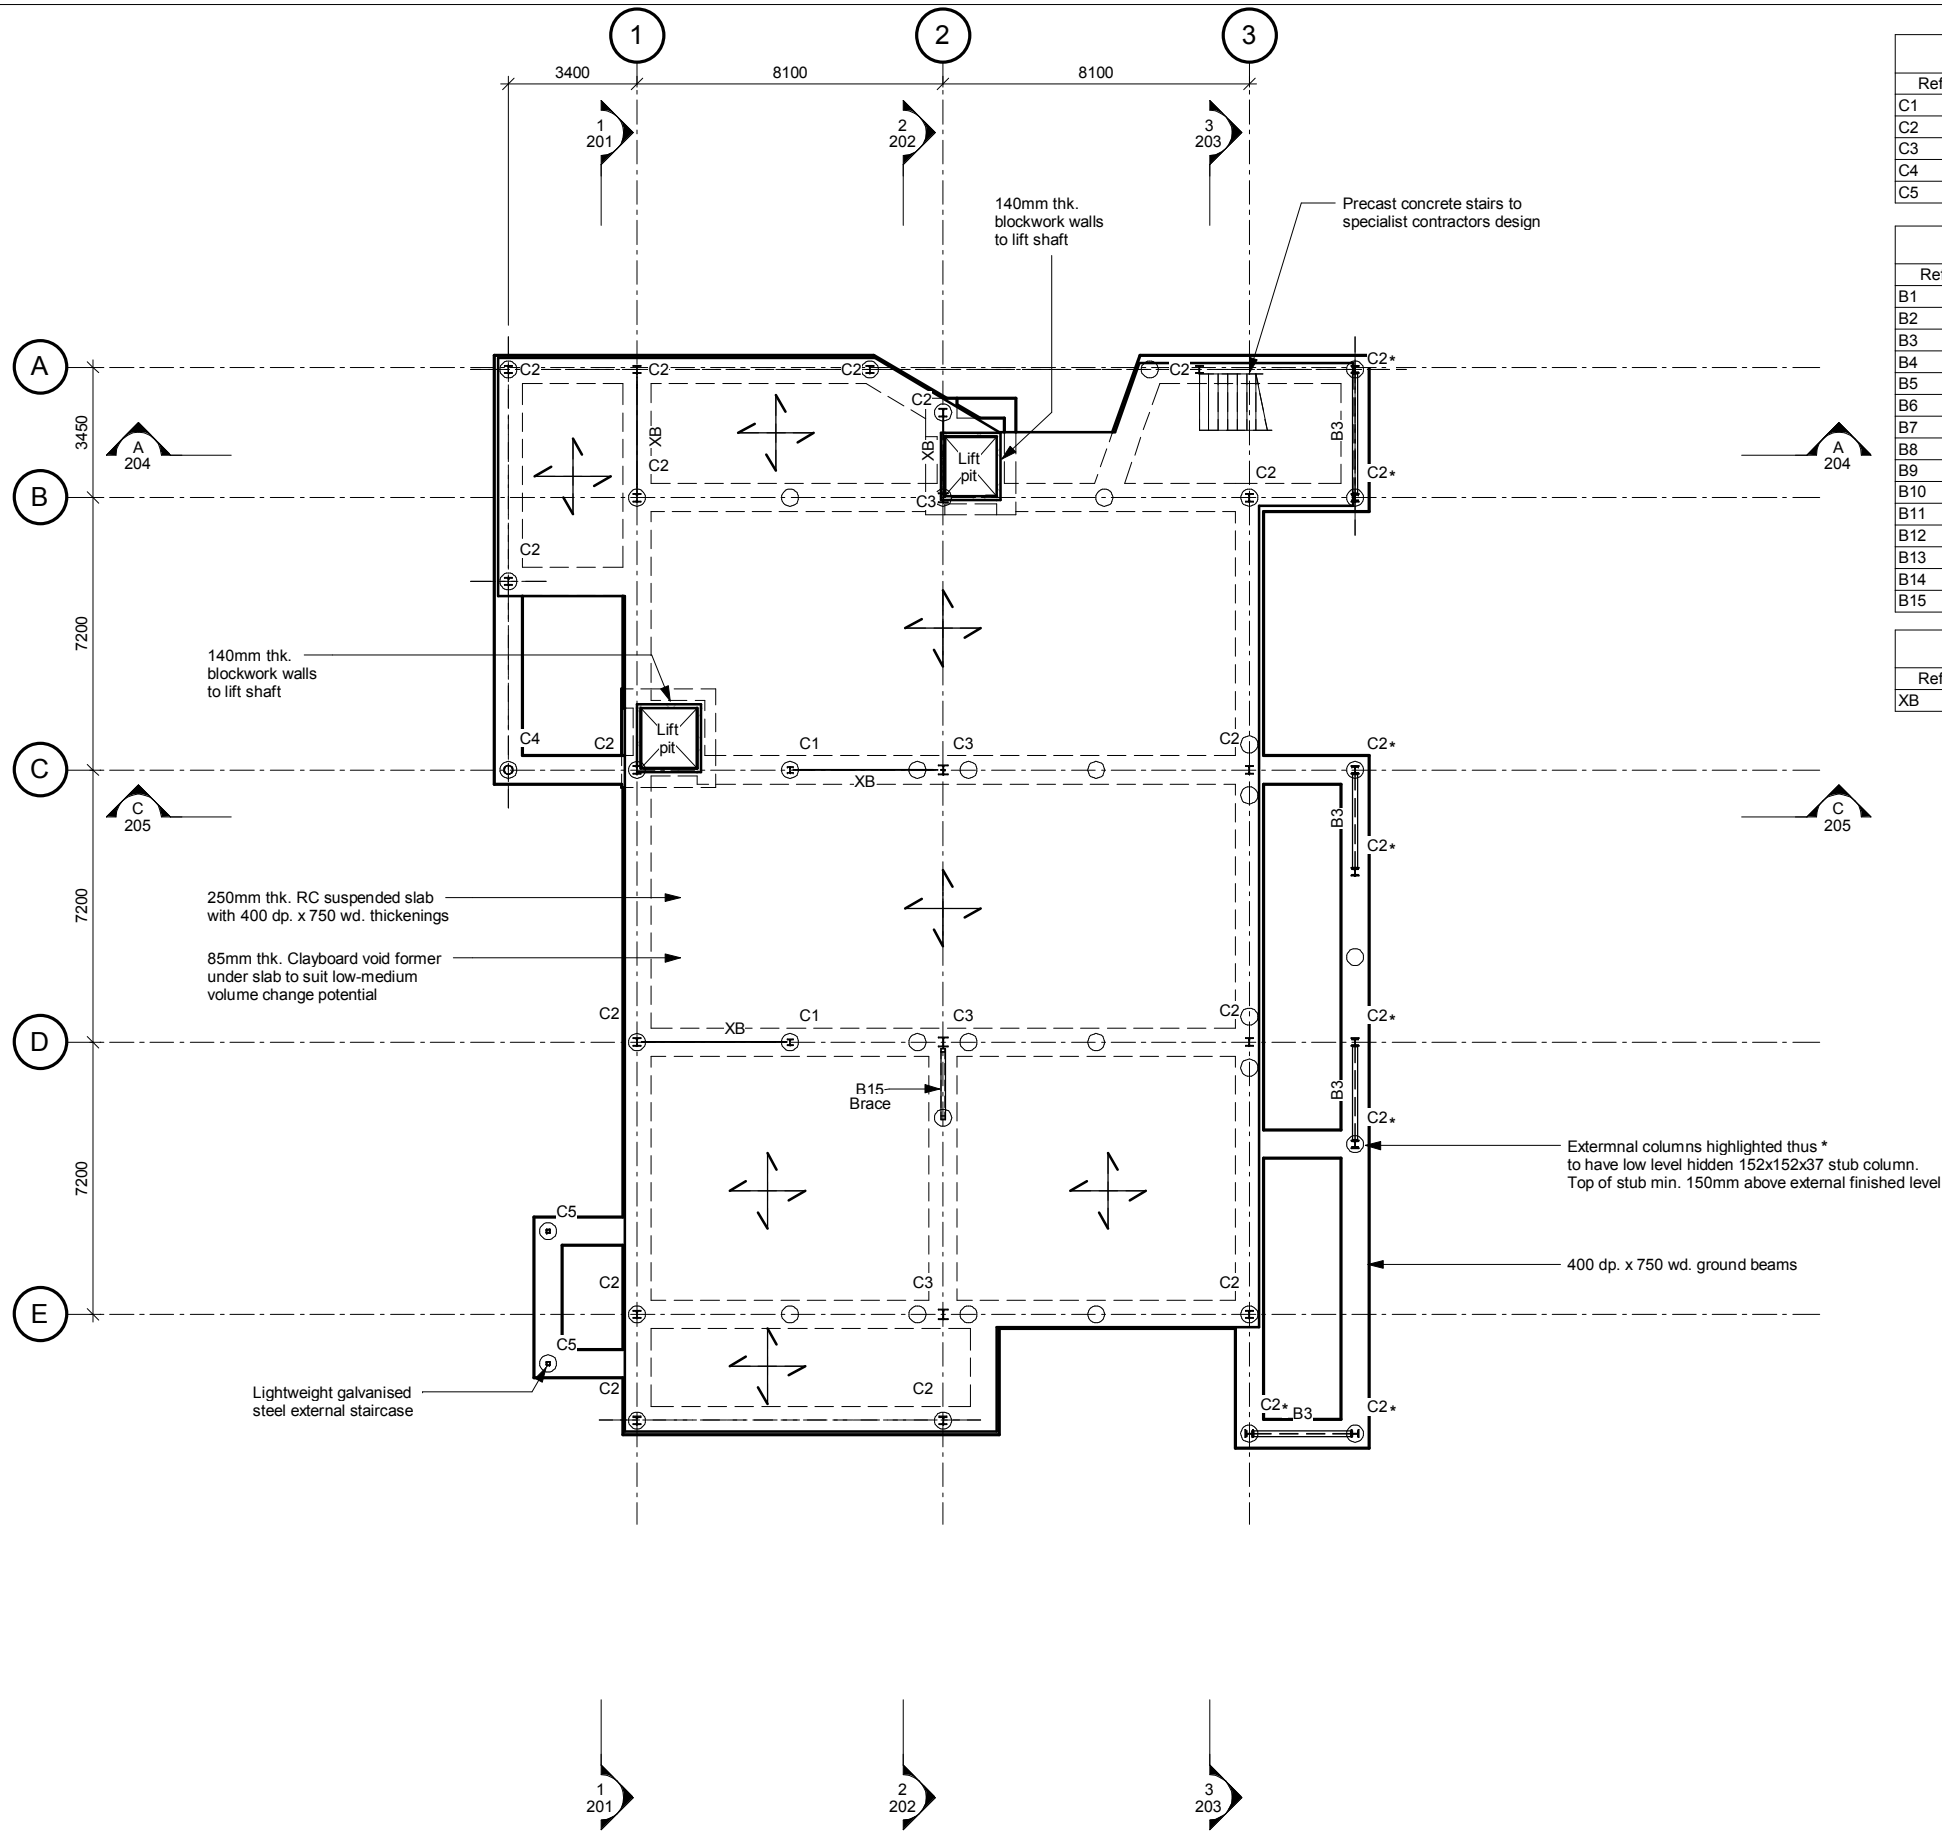 1
2
3
3400
8100
8100
1
201
2
202
3
203
Ref
C1
C2
C3
C4
C5
Ref
B1
B2
B3
B4
B5
B6
B7
B8
B9
B10
B11
B12
B13
B14
B15
Ref
XB
140mm thk.
blockwork walls
to lift shaft
Precast concrete stairs to
specialist contractors design
A
C2
C2
C2
C2
C2
C2*
3450
A
204
XB
XB
Lift
pit
B3
A
204
C2
C2
C2*
B
C3
C2
7200
140mm thk.
blockwork walls
to lift shaft
Lift
pit
C4
C2
C1
C3
C2
C2*
C
XB
C
205
B3
C2*
C
205
7200
250mm thk. RC suspended slab
with 400 dp. x 750 wd. thickenings
85mm thk. Clayboard void former
under slab to suit low-medium
volume change potential
C2
C1
C3
C2
C2*
XB
D
B15
Brace
B3
C2*
Extermnal columns highlighted thus *
to have low level hidden 152x152x37 stub column.
Top of stub min. 150mm above external finished level
7200
C5
400 dp. x 750 wd. ground beams
C2
C3
C2
E
C5
Lightweight galvanised
steel external staircase
C2
C2
C2*
B3
C2*
1
201
2
202
3
203